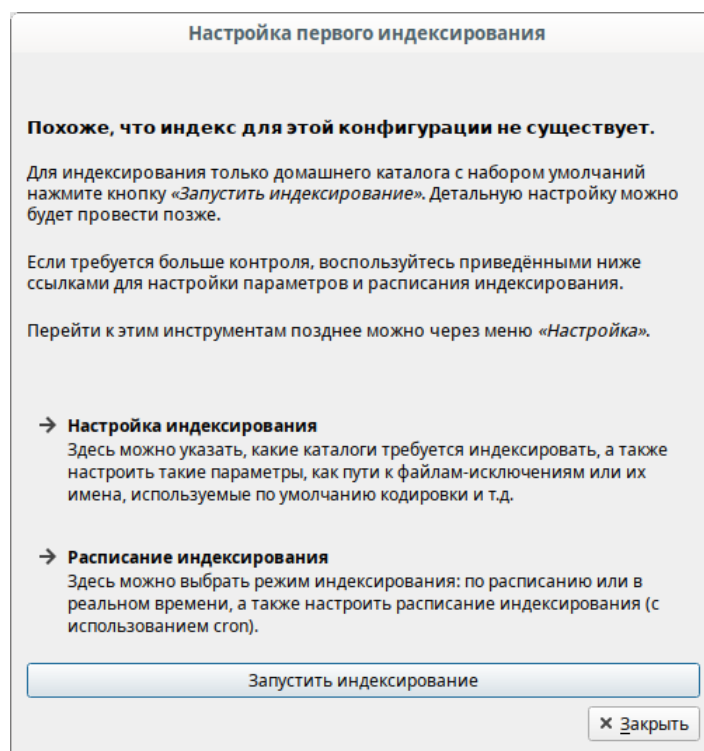 Настройка первого индексирования
Похоже, что индекс для этой конфигурации не существует.
Для индексирования только домашнего каталога с набором умолчаний
нажмите кнопку «Запустить индексирование». Детальную настройку можно
будет провести позже.
Если требуется больше контроля, воспользуйтесь приведёнными ниже
ссылками для настройки параметров и расписания индексирования.
Перейти к этим инструментам позднее можно через меню «Настройка».
Настройка индексирования
Здесь можно указать, какие каталоги требуется индексировать, а также
настроить такие параметры, как пути к файлам-исключениям или их
имена, используемые по умолчанию кодировки и т.д.
Расписание индексирования
Здесь можно выбрать режим индексирования: по расписанию или в
реальном времени, а также настроить расписание индексирования (с
использованием cron).
Запустить индексирование
Закрыть